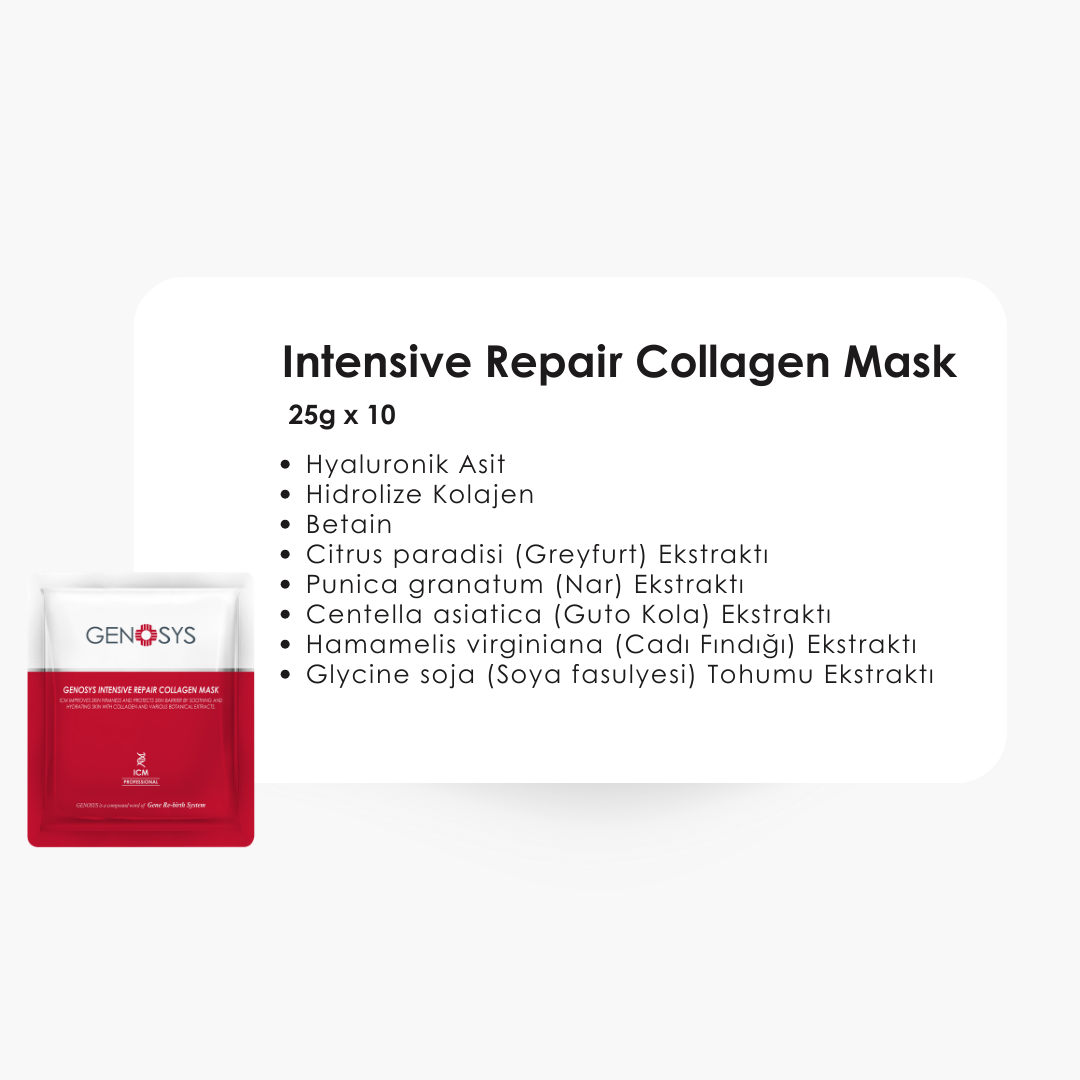 Intensive Repair Collagen Mask
25g x 10
• Hyaluronik Asit
• Hidrolize Kolajen
• Betain
• Citrus paradisi (Greyfurt) Ekstraktı
• Punica granatum (Nar) Ekstraktı
• Centella asiatica (Guto Kola) Ekstraktı
• Hamamelis virginiana (Cadı Fındığı) Ekstraktı
• Glycine soja (Soya fasulyesi) Tohumu Ekstraktı
GENOSYS
GENOSYS INTENSIVE REPAIR COLLAGEN MASK
ICM IMPROVES SKIN FIRMNESS AND PROTECTS SKIN BARRIER BY SOOTHING AND
HYDRATING SKIN WITH COLLAGEN AND VARIOUS BOTANICAL EXTRACTS.
ICM
PROFESSIONAL
GENOSYS is a compound word of Gene Re-birth System